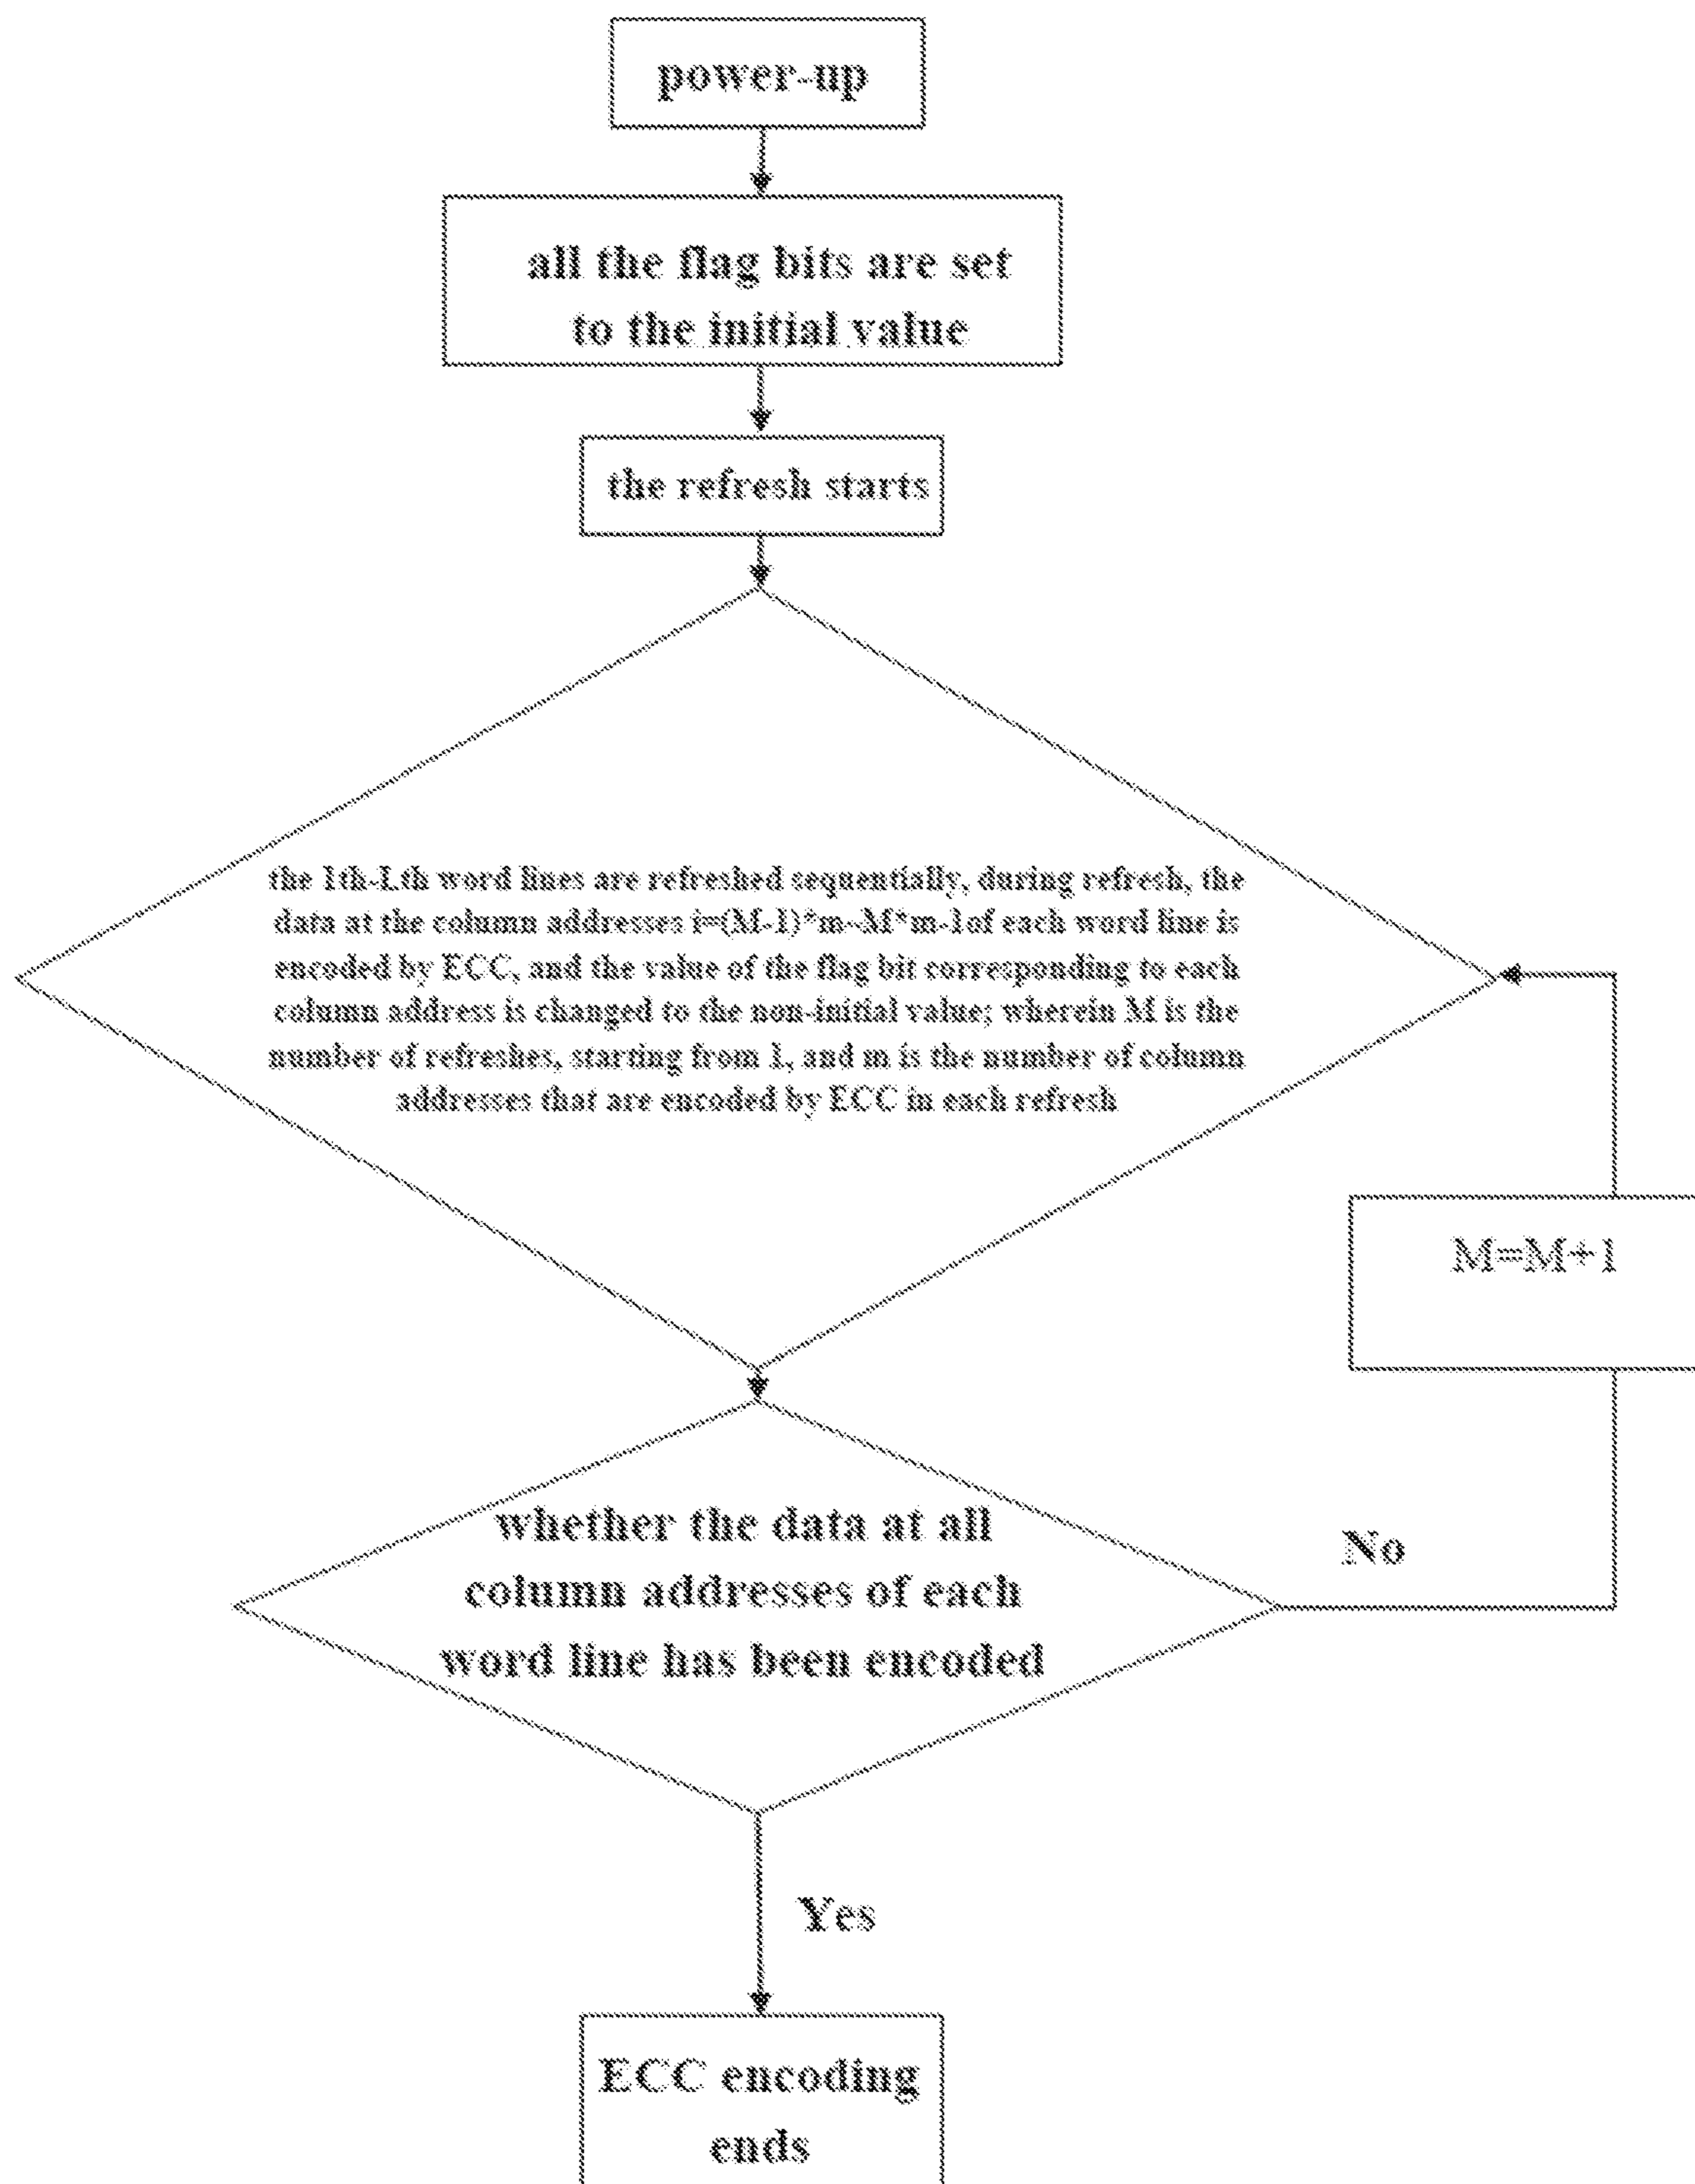 power-up
all the flag bits are set
to the initial value
the refresh starts
the 1th-Lth word lines are refreshed sequentially, during refresh, the
data at the column addresses i=(M-1)*m~M*m-1of each word line is
encoded by ECC, and the value of the flag bit corresponding to each
column address is changed to the non-initial value; wherein M is the
number of refreshes, starting from 1, and m is the number of column
addresses that are encoded by ECC in each refresh
M=M+1
whether the data at all
column addresses of each
word line has been encoded
No
Yes
ECC encoding
ends